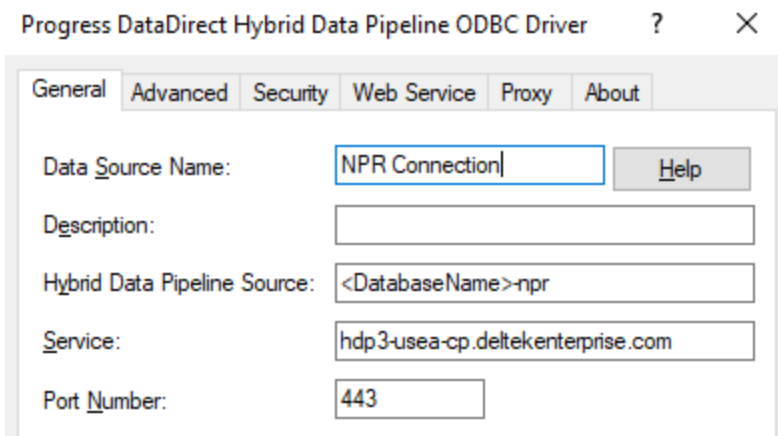 Progress DataDirect Hybrid Data Pipeline ODBC Driver ? ×
General Advanced Security Web Service Proxy About
Data Source Name: NPR Connection Help
Description:
Hybrid Data Pipeline Source: <DatabaseName>-npr
Service: hdp3-usea-cp.deltekenterprise.com
Port Number: 443